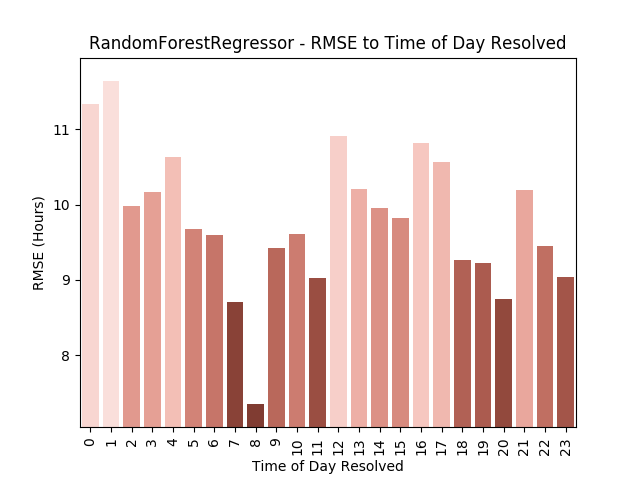 RandomForestRegressor - RMSE to Time of Day Resolved
RMSE (Hours)
11
10
9
8
0 1 2 3 4 5 6 7 8 9 10 11 12 13 14 15 16 17 18 19 20 21 22 23
Time of Day Resolved